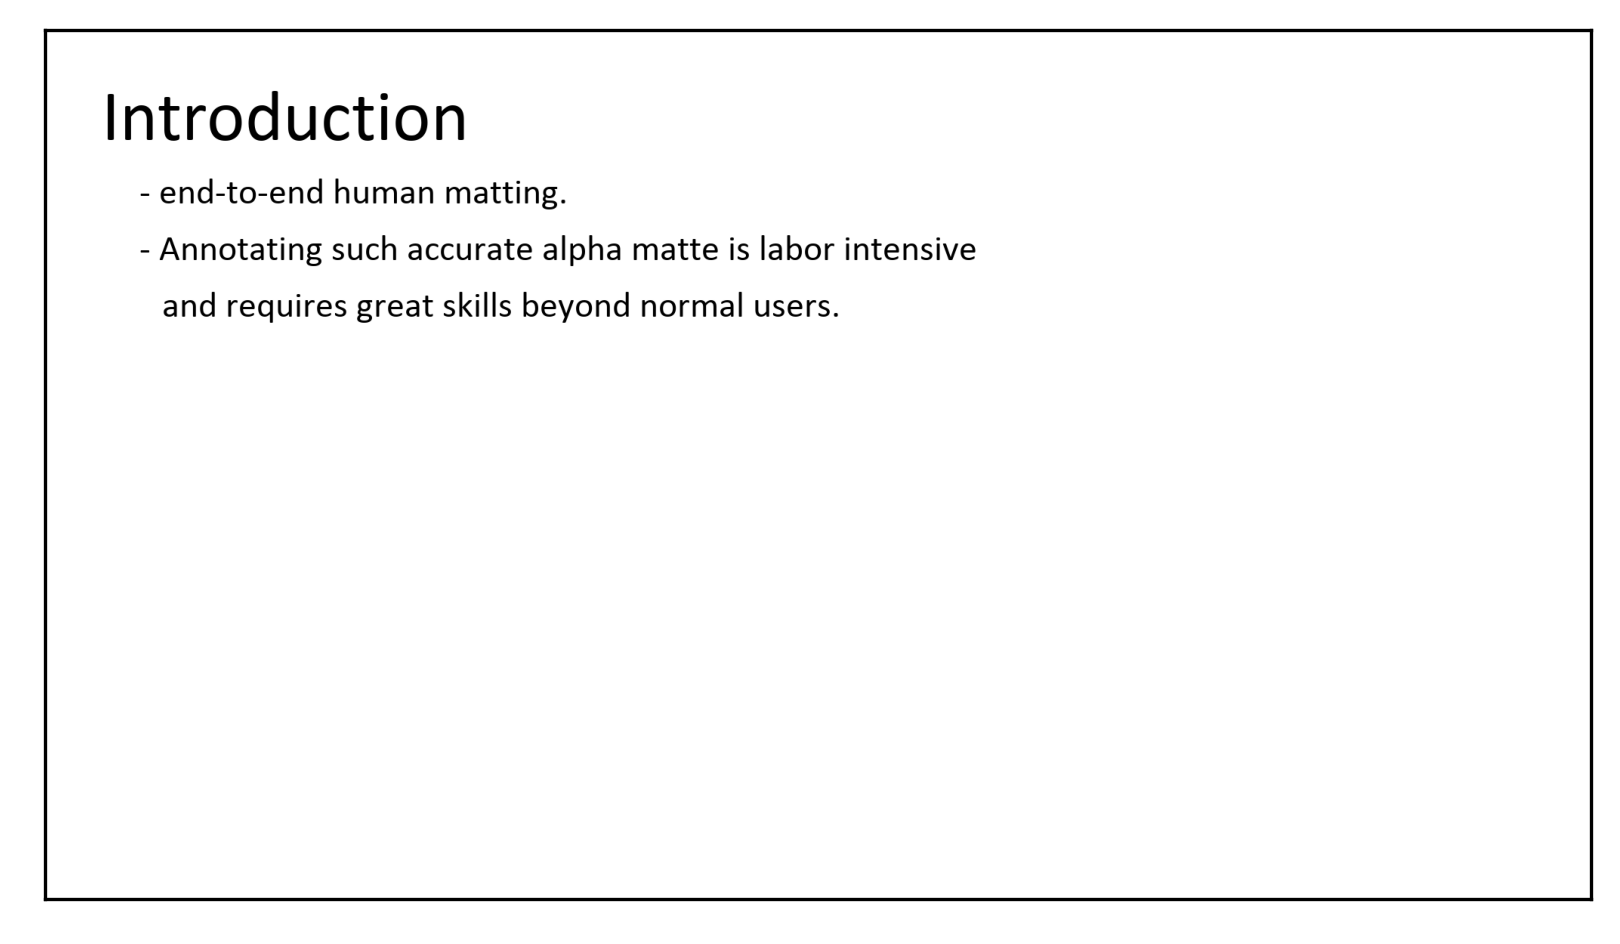 Introduction
- end-to-end human matting.
- Annotating such accurate alpha matte is labor intensive
and requires great skills beyond normal users.